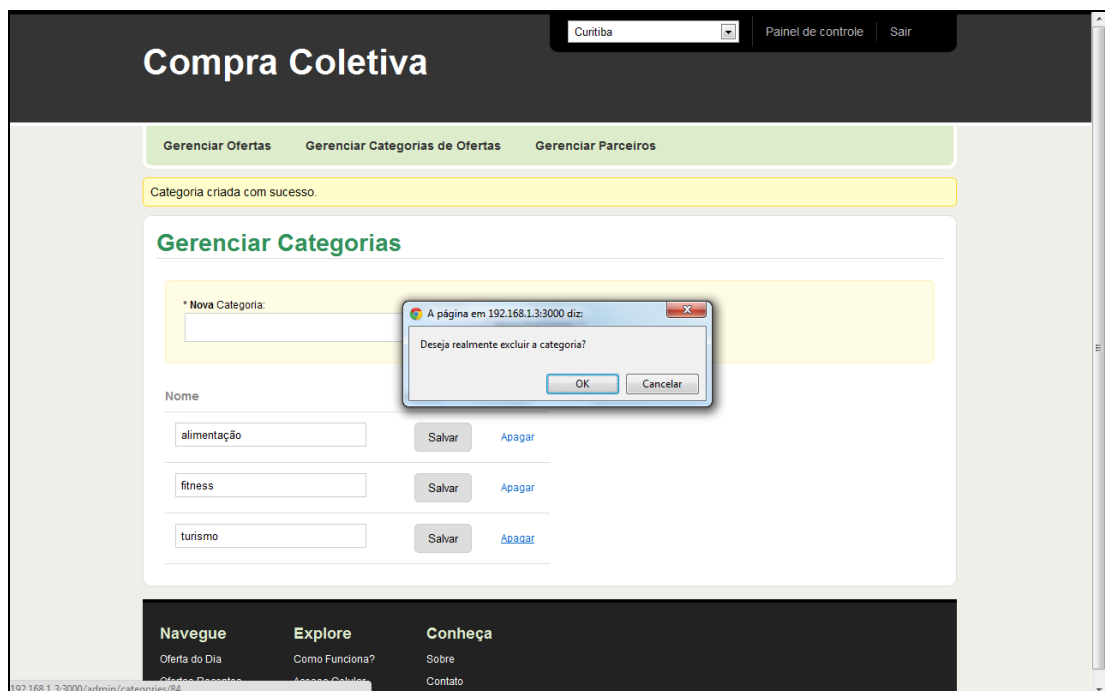 Curitiba
Painel de controle
Sair
Compra Coletiva
Gerenciar Ofertas
Gerenciar Categorias de Ofertas
Gerenciar Parceiros
Categoria criada com sucesso.
Gerenciar Categorias
* Nova Categoria:
A página em 192.168.1.3:3000 diz:
Deseja realmente excluir a categoria?
OK
Cancelar
Nome
alimentação
Salvar
Apagar
fitness
Salvar
Apagar
turismo
Salvar
Apagar
Navegue
Explore
Conheça
Oferta do Dia
Como Funciona?
Sobre
Ofertas Recentes
Contato
192.168.1.3:3000/admin/categories/84